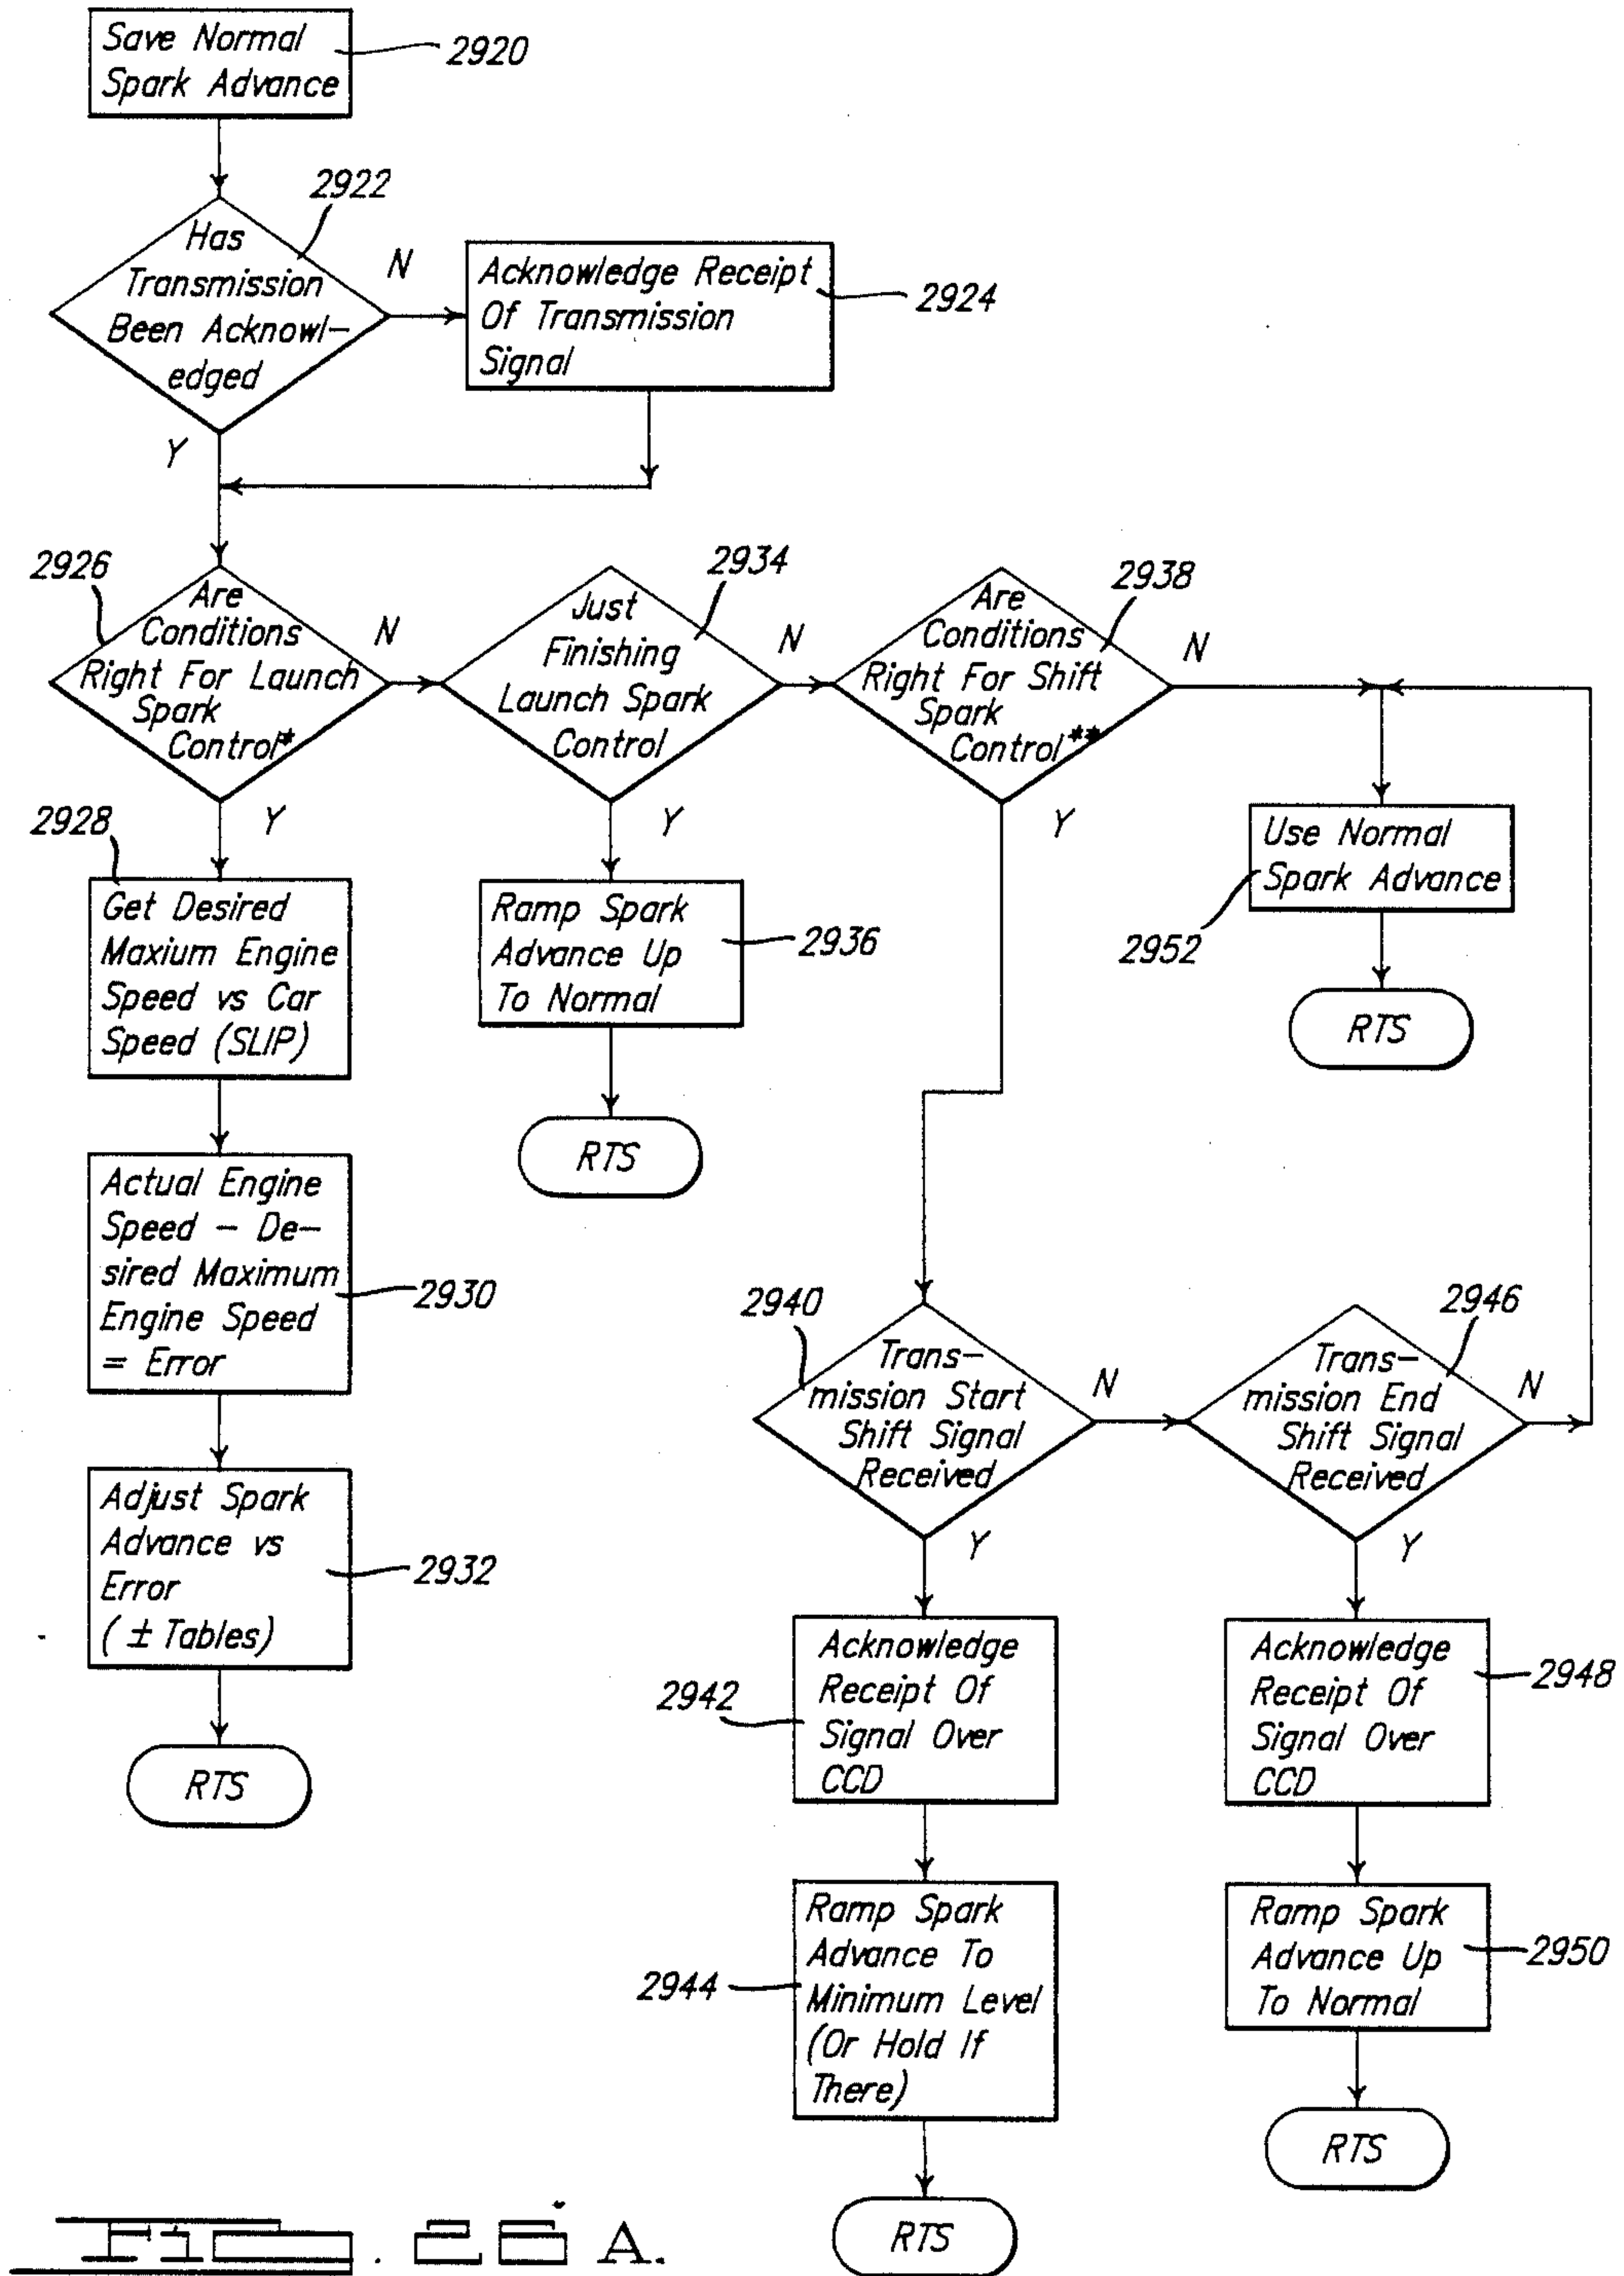 Save Normal
Spark Advance
2920
2922
Has
Transmission
Been Acknowl-
edged
N
Y
Acknowledge Receipt
Of Transmission
Signal
2924
2926
Are
Conditions
Right For Launch
Spark
Control*
N
Y
2934
Just
Finishing
Launch Spark
Control
N
Y
2938
Are
Conditions
Right For Shift
Spark
Control**
N
Y
2928
Get Desired
Maxium Engine
Speed vs Car
Speed (SLIP)
Ramp Spark
Advance Up
To Normal
2936
RTS
Use Normal
Spark Advance
2952
RTS
Actual Engine
Speed - De-
sired Maximum
Engine Speed
= Error
2930
Adjust Spark
Advance vs
Error
(± Tables)
2932
RTS
2940
Trans-
mission Start
Shift Signal
Received
N
Y
2946
Trans-
mission End
Shift Signal
Received
N
Y
Acknowledge
Receipt Of
Signal Over
CCD
2942
Acknowledge
Receipt Of
Signal Over
CCD
2948
Ramp Spark
Advance To
Minimum Level
(Or Hold If
There)
2944
RTS
Ramp Spark
Advance Up
To Normal
2950
RTS
A.